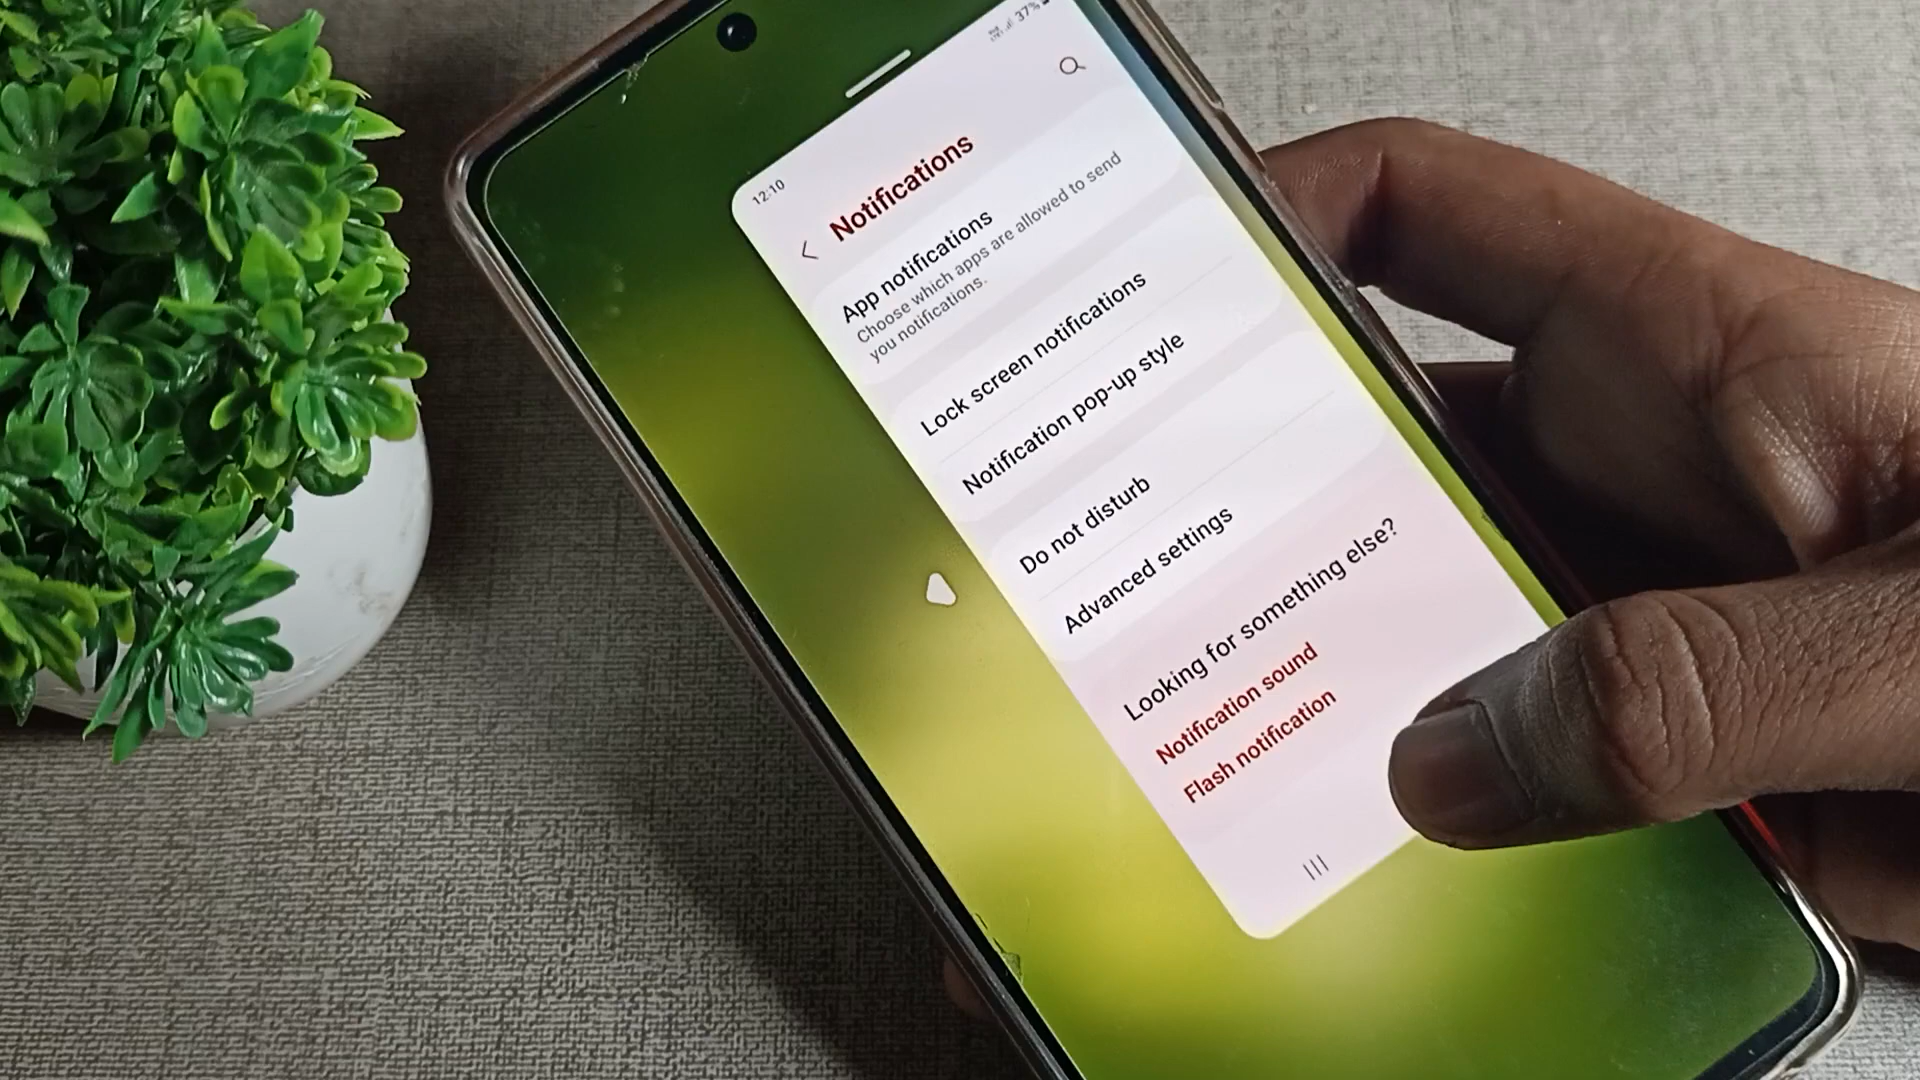 12:10
37%
Notifications
App notifications
Choose which apps are allowed to send
you notifications.
Lock screen notifications
Notification pop-up style
Do not disturb
Advanced settings
Looking for something else?
Notification sound
Flash notification